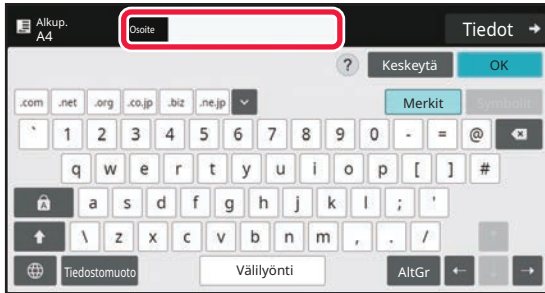 Alkup.
A4
Osoite
Tiedot
? Keskeytä OK
.com .net .org .co.jp .biz .ne.jp Merkit Symbolit
` 1 2 3 4 5 6 7 8 9 0 - = @
q w e r t y u i o p [ ] #
A a s d f g h j k l ; '
\ z x c v b n m , . /
Tiedostomuoto Välilyönti AltGr